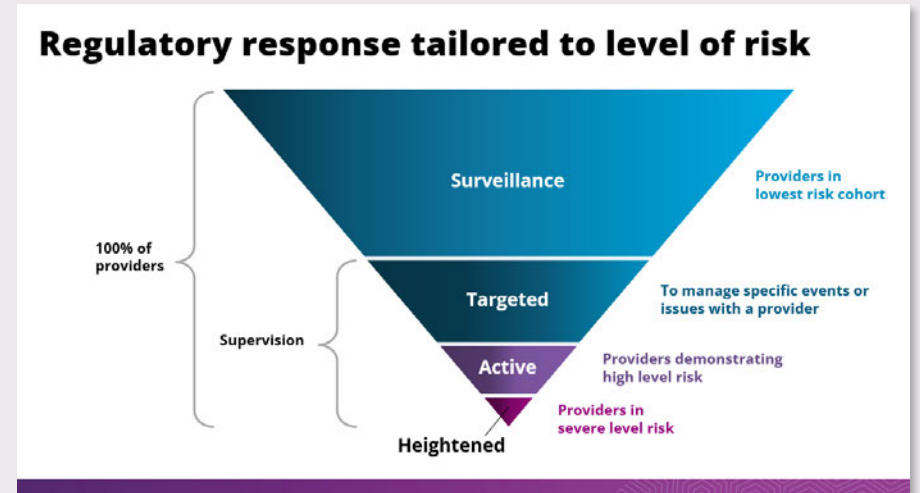 Regulatory response tailored to level of risk
Surveillance
Providers in
lowest risk cohort
100% of
providers
Targeted
To manage specific events or
issues with a provider
Supervision
Active
Providers demonstrating
high level risk
Providers in
severe level risk
Heightened